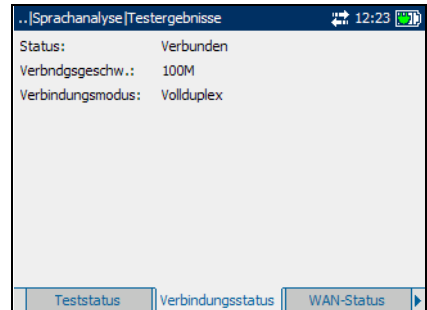 ..|Sprachanalyse|Testergebnisse 12:23
Status: Verbunden
Verbndgsgeschw.: 100M
Verbindungsmodus: Vollduplex
Teststatus Verbindungsstatus WAN-Status